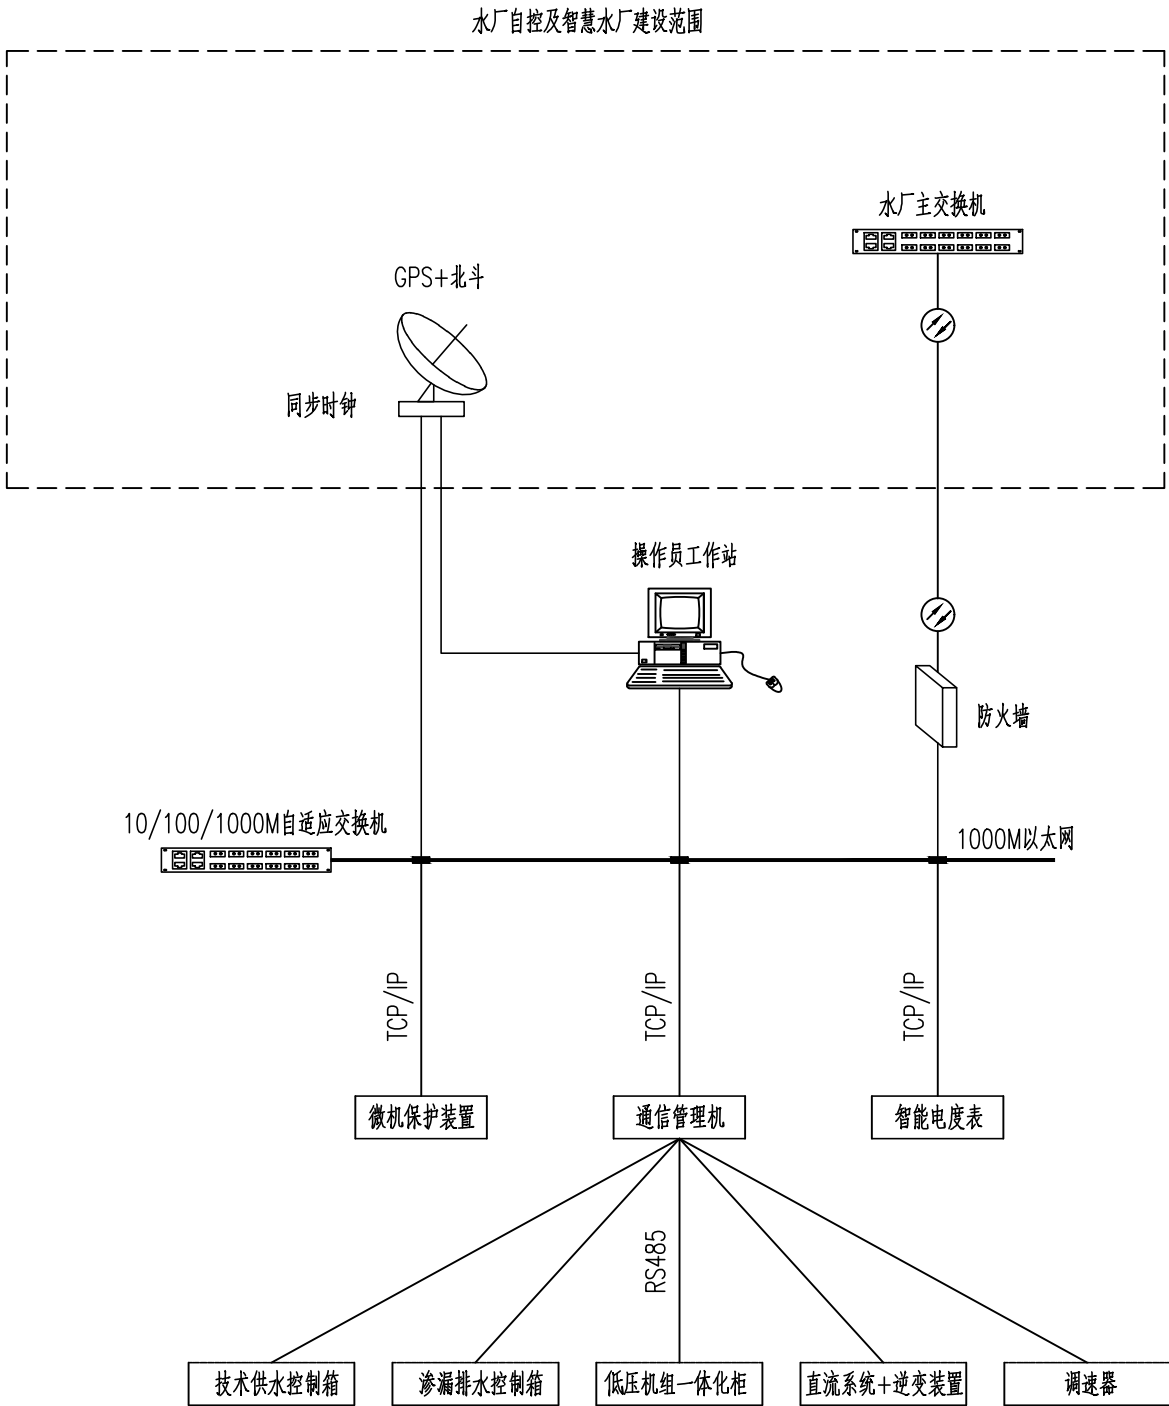 水厂自控及智慧水厂建设范围
水厂主交换机
GPS+北斗
同步时钟
操作员工作站
防火墙
10/100/1000M自适应交换机
1000M以太网
TCP/IP
TCP/IP
TCP/IP
微机保护装置
通信管理机
智能电度表
RS485
技术供水控制箱
渗漏排水控制箱
低压机组一体化柜
直流系统+逆变装置
调速器